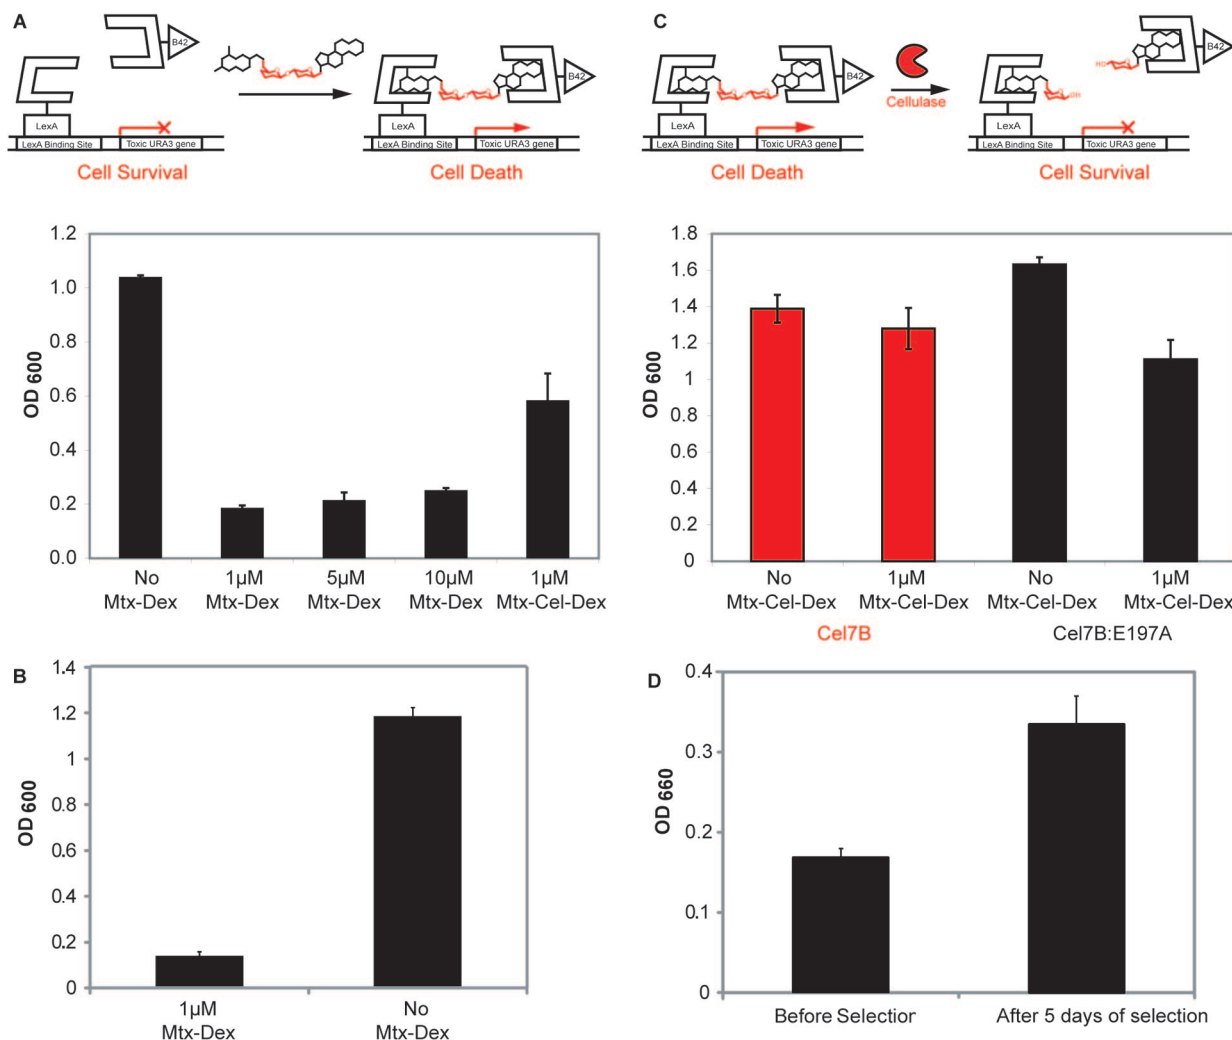 A
B42
LexA
LexA Binding Site
Toxic URA3 gene
Cell Survival
B42
LexA
LexA Binding Site
Toxic URA3 gene
Cell Death
C
B42
LexA
LexA Binding Site
Toxic URA3 gene
Cell Death
Cellulase
HO
B42
OH
LexA
LexA Binding Site
Toxic URA3 gene
Cell Survival
OD 600
1.2
1.0
0.8
0.6
0.4
0.2
0.0
No
Mtx-Dex
1µM
Mtx-Dex
5µM
Mtx-Dex
10µM
Mtx-Dex
1µM
Mtx-Cel-Dex
OD 600
1.8
1.6
1.4
1.2
1
0.8
0.6
0.4
0.2
0
No
Mtx-Cel-Dex
1µM
Mtx-Cel-Dex
No
Mtx-Cel-Dex
1µM
Mtx-Cel-Dex
Cel7B
Cel7B:E197A
B
OD 600
1.4
1.2
1
0.8
0.6
0.4
0.2
0
1µM
Mtx-Dex
No
Mtx-Dex
D
OD 660
0.4
0.3
0.2
0.1
0
Before Selection
After 5 days of selection